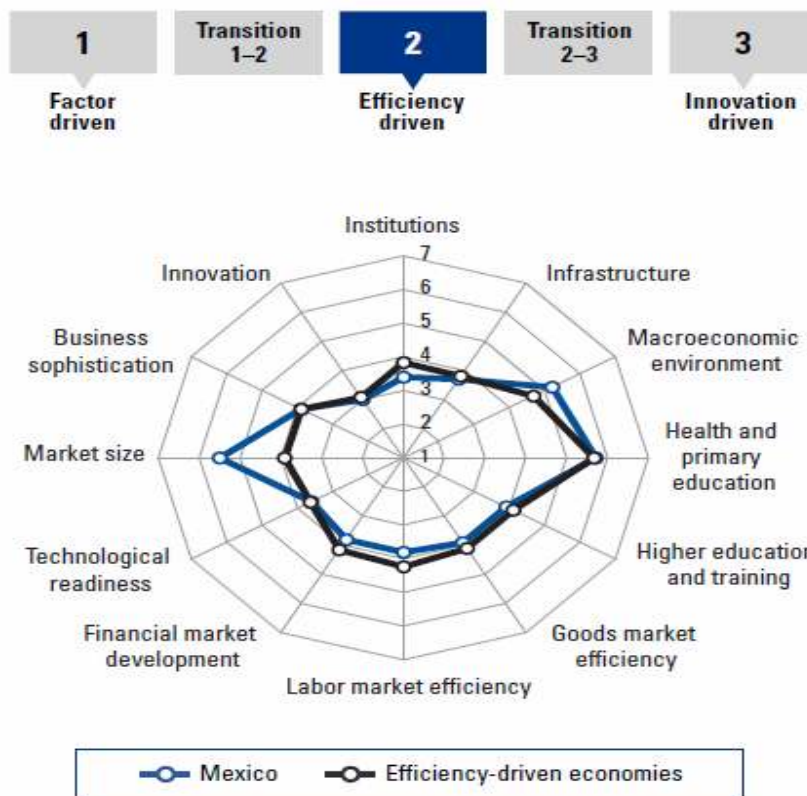 1
Transition
1–2
2
Transition
2–3
3
Factor
driven
Efficiency
driven
Innovation
driven
Institutions
Innovation
7
Infrastructure
6
Business
sophistication
5
Macroeconomic
environment
4
3
2
Market size
1
Health and
primary
education
Technological
readiness
Higher education
and training
Financial market
development
Goods market
efficiency
Labor market efficiency
Mexico
Efficiency-driven economies